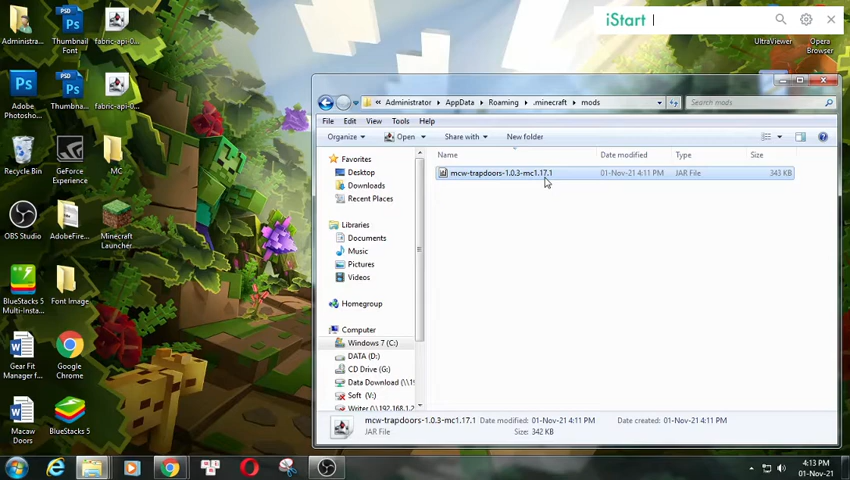 iStart
Administra...
Thumbnail
Font
fabric-api-0...
Adobe
Photosho...
Thumbna...
fabric-api-0...
Recycle Bin
GeForce
Experience
MC
OBS Studio
AdobeFire...
Minecraft
Launcher...
BlueStacks 5
Multi-Insta...
Font Image
Gear Fit
Manager f...
Google
Chrome
Macaw
Doors
BlueStacks 5
UltraViewer
Opera
Browser
« Administrator AppData Roaming .minecraft mods
Search mods
File Edit View Tools Help
Organize Open Share with New folder
Name Date modified Type Size
mcw-trapdoors-1.0.3-mc1.17.1 01-Nov-21 4:11 PM JAR File 343 KB
Favorites
Desktop
Downloads
Recent Places
Libraries
Documents
Music
Pictures
Videos
Homegroup
Computer
Windows 7 (C:)
DATA (D:)
CD Drive (G:)
Data Download (\\19
Soft (V:)
Writer (\\192.168.1.2
mcw-trapdoors-1.0.3-mc1.17.1 Date modified: 01-Nov-21 4:11 PM Date created: 01-Nov-21 4:11 PM
JAR File Size: 342 KB
4:13 PM
01-Nov-21